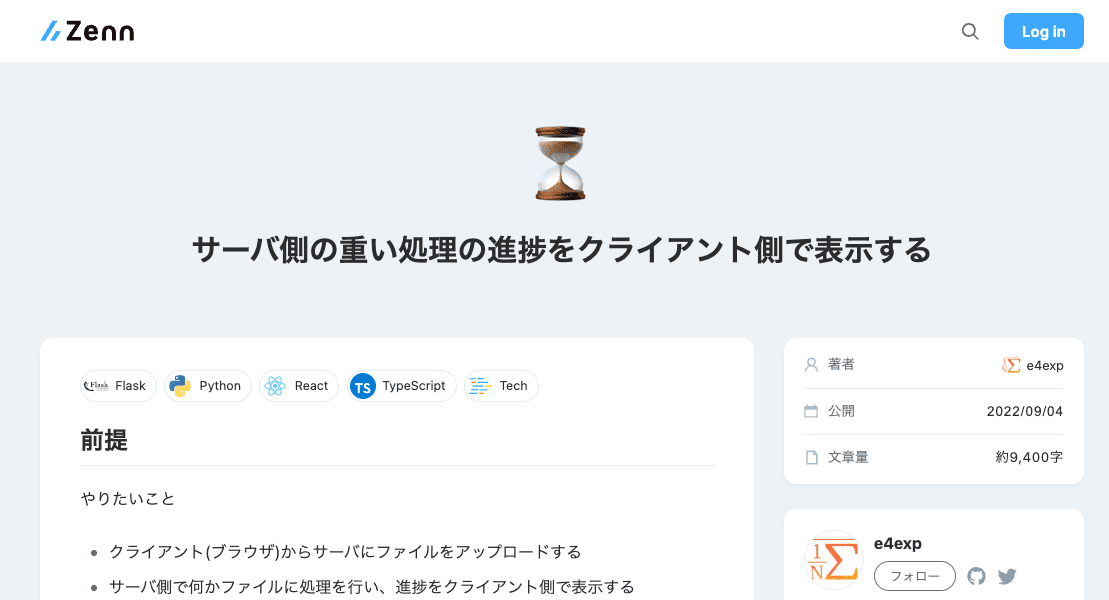 Zenn
Log in
サーバ側の重い処理の進捗をクライアント側で表示する
Flask Flask Python React TS TypeScript Tech
前提
やりたいこと
クライアント(ブラウザ)からサーバにファイルをアップロードする
サーバ側で何かファイルに処理を行い、進捗をクライアント側で表示する
著者 e4exp
公開 2022/09/04
文章量 約9,400字
1 Σ
N
e4exp
フォロー